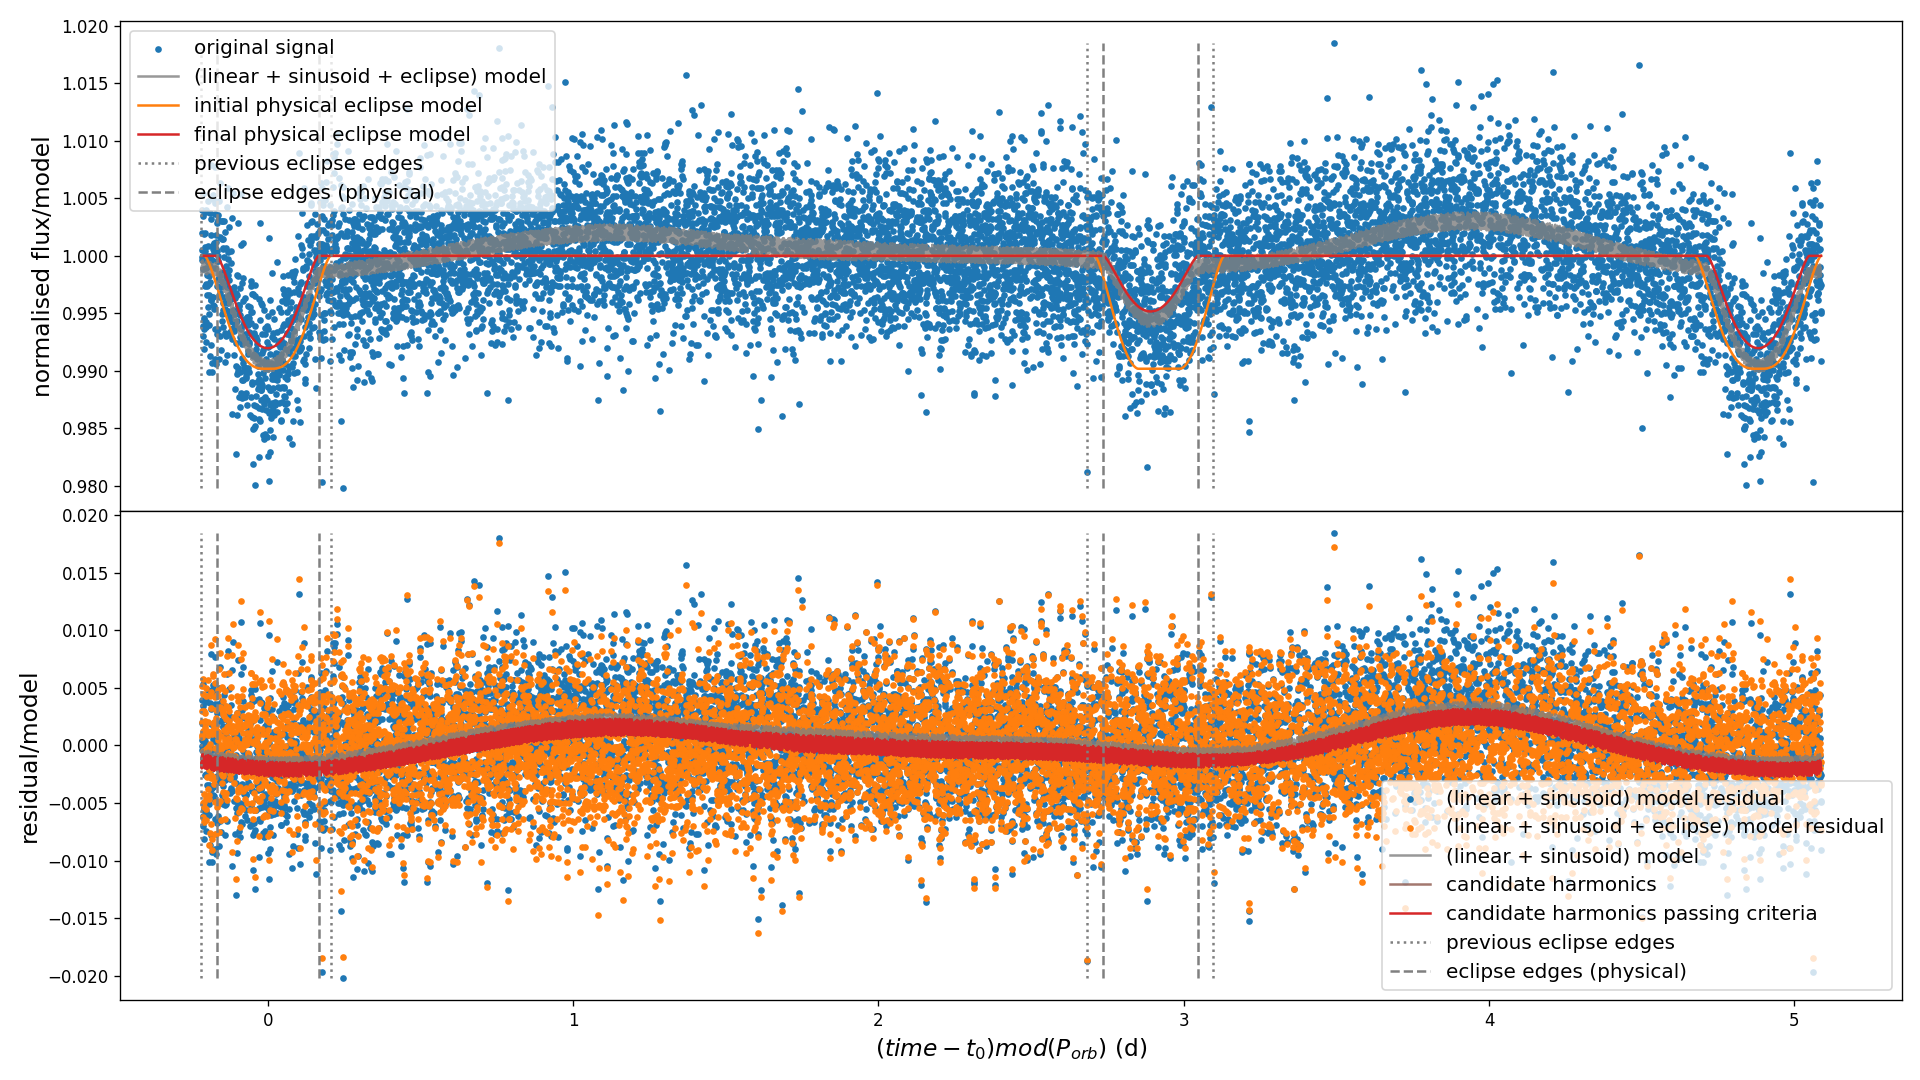 1.020
1.015
1.010
1.005
1.000
0.995
0.990
0.985
0.980
normalised flux/model
original signal
(linear + sinusoid + eclipse) model
initial physical eclipse model
final physical eclipse model
previous eclipse edges
eclipse edges (physical)
0.020
0.015
0.010
0.005
0.000
−0.005
−0.010
−0.015
−0.020
residual/model
(linear + sinusoid) model residual
(linear + sinusoid + eclipse) model residual
(linear + sinusoid) model
candidate harmonics
candidate harmonics passing criteria
previous eclipse edges
eclipse edges (physical)
0 1 2 3 4 5
(time − t₀)mod(P_orb) (d)